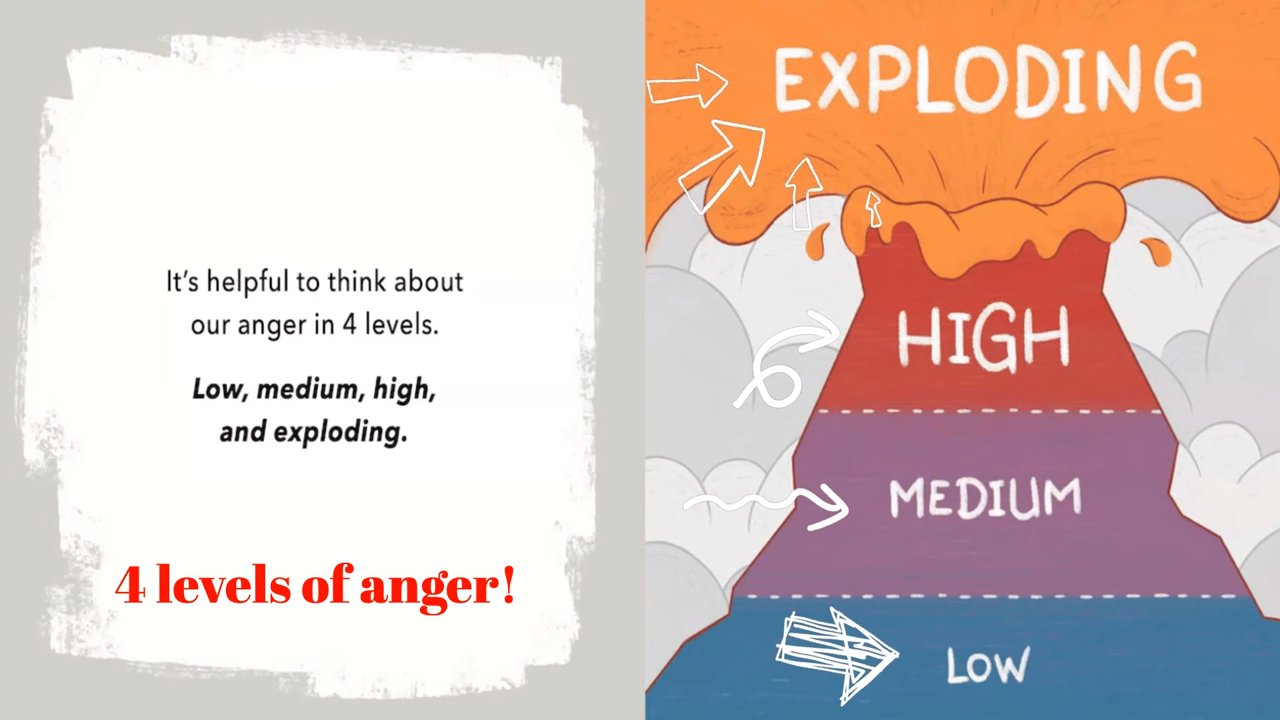 It’s helpful to think about
our anger in 4 levels.
Low, medium, high,
and exploding.
4 levels of anger!
EXPLODING
HIGH
MEDIUM
LOW